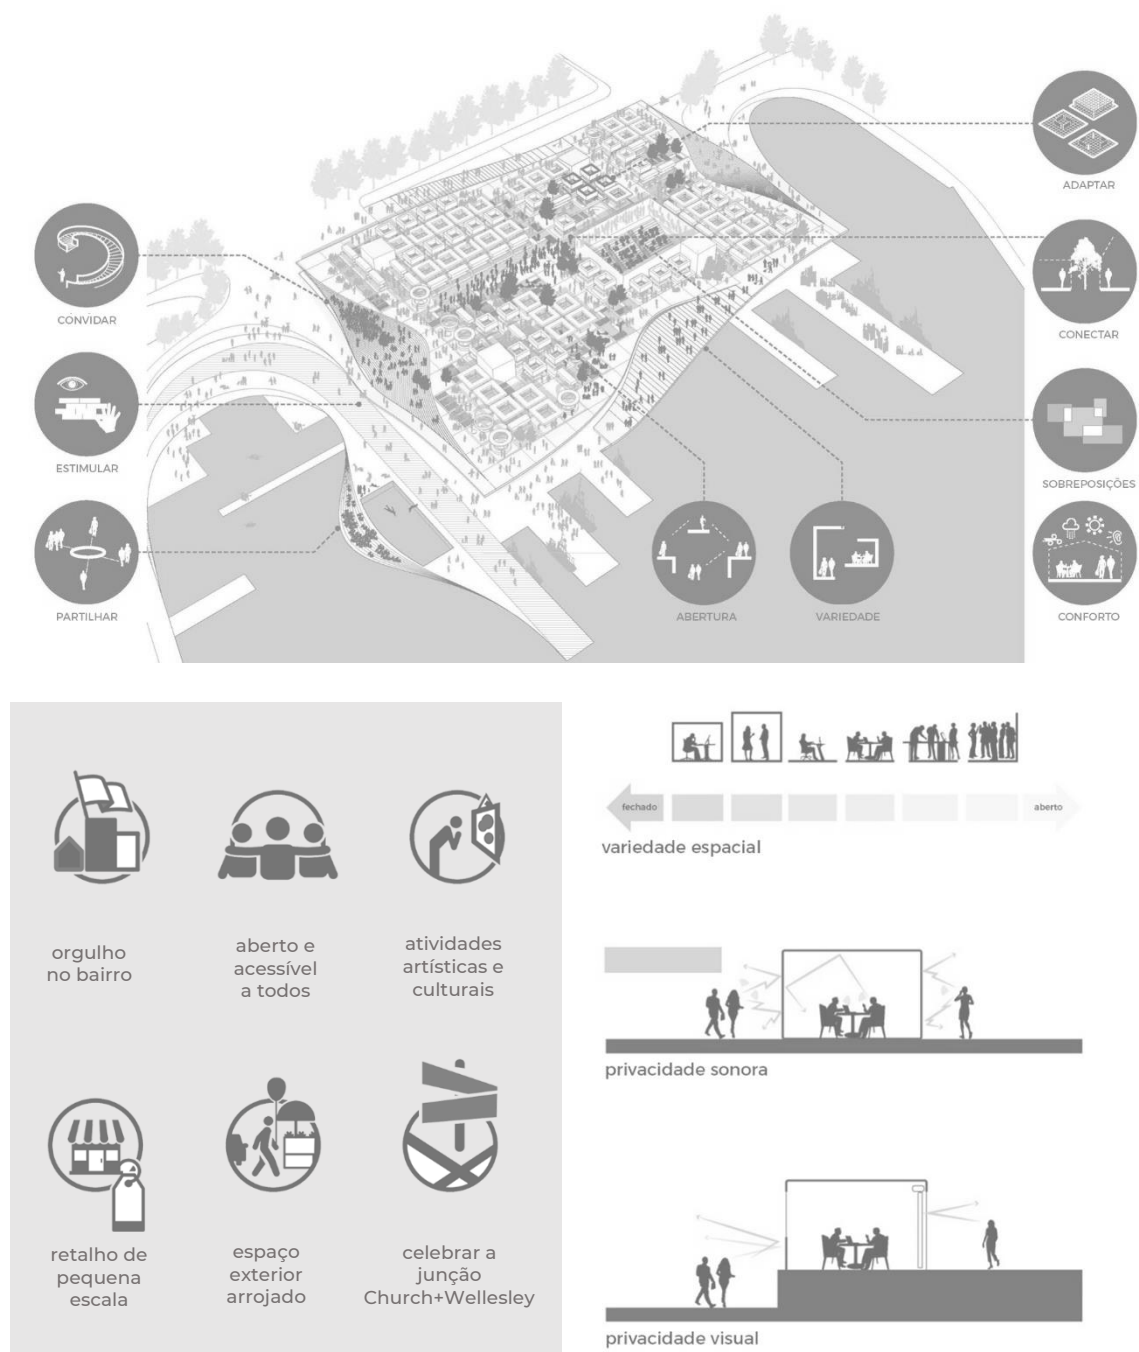 ADAPTAR
CONVIDAR
CONECTAR
ESTIMULAR
SOBREPOSIÇÕES
PARTILHAR
ABERTURA
VARIEDADE
CONFORTO
orgulho
no bairro
aberto e
acessível
a todos
atividades
artísticas e
culturais
retalho de
pequena
escala
espaço
exterior
arrojado
celebrar a
junção
Church+Wellesley
fechado
aberto
variedade espacial
privacidade sonora
privacidade visual